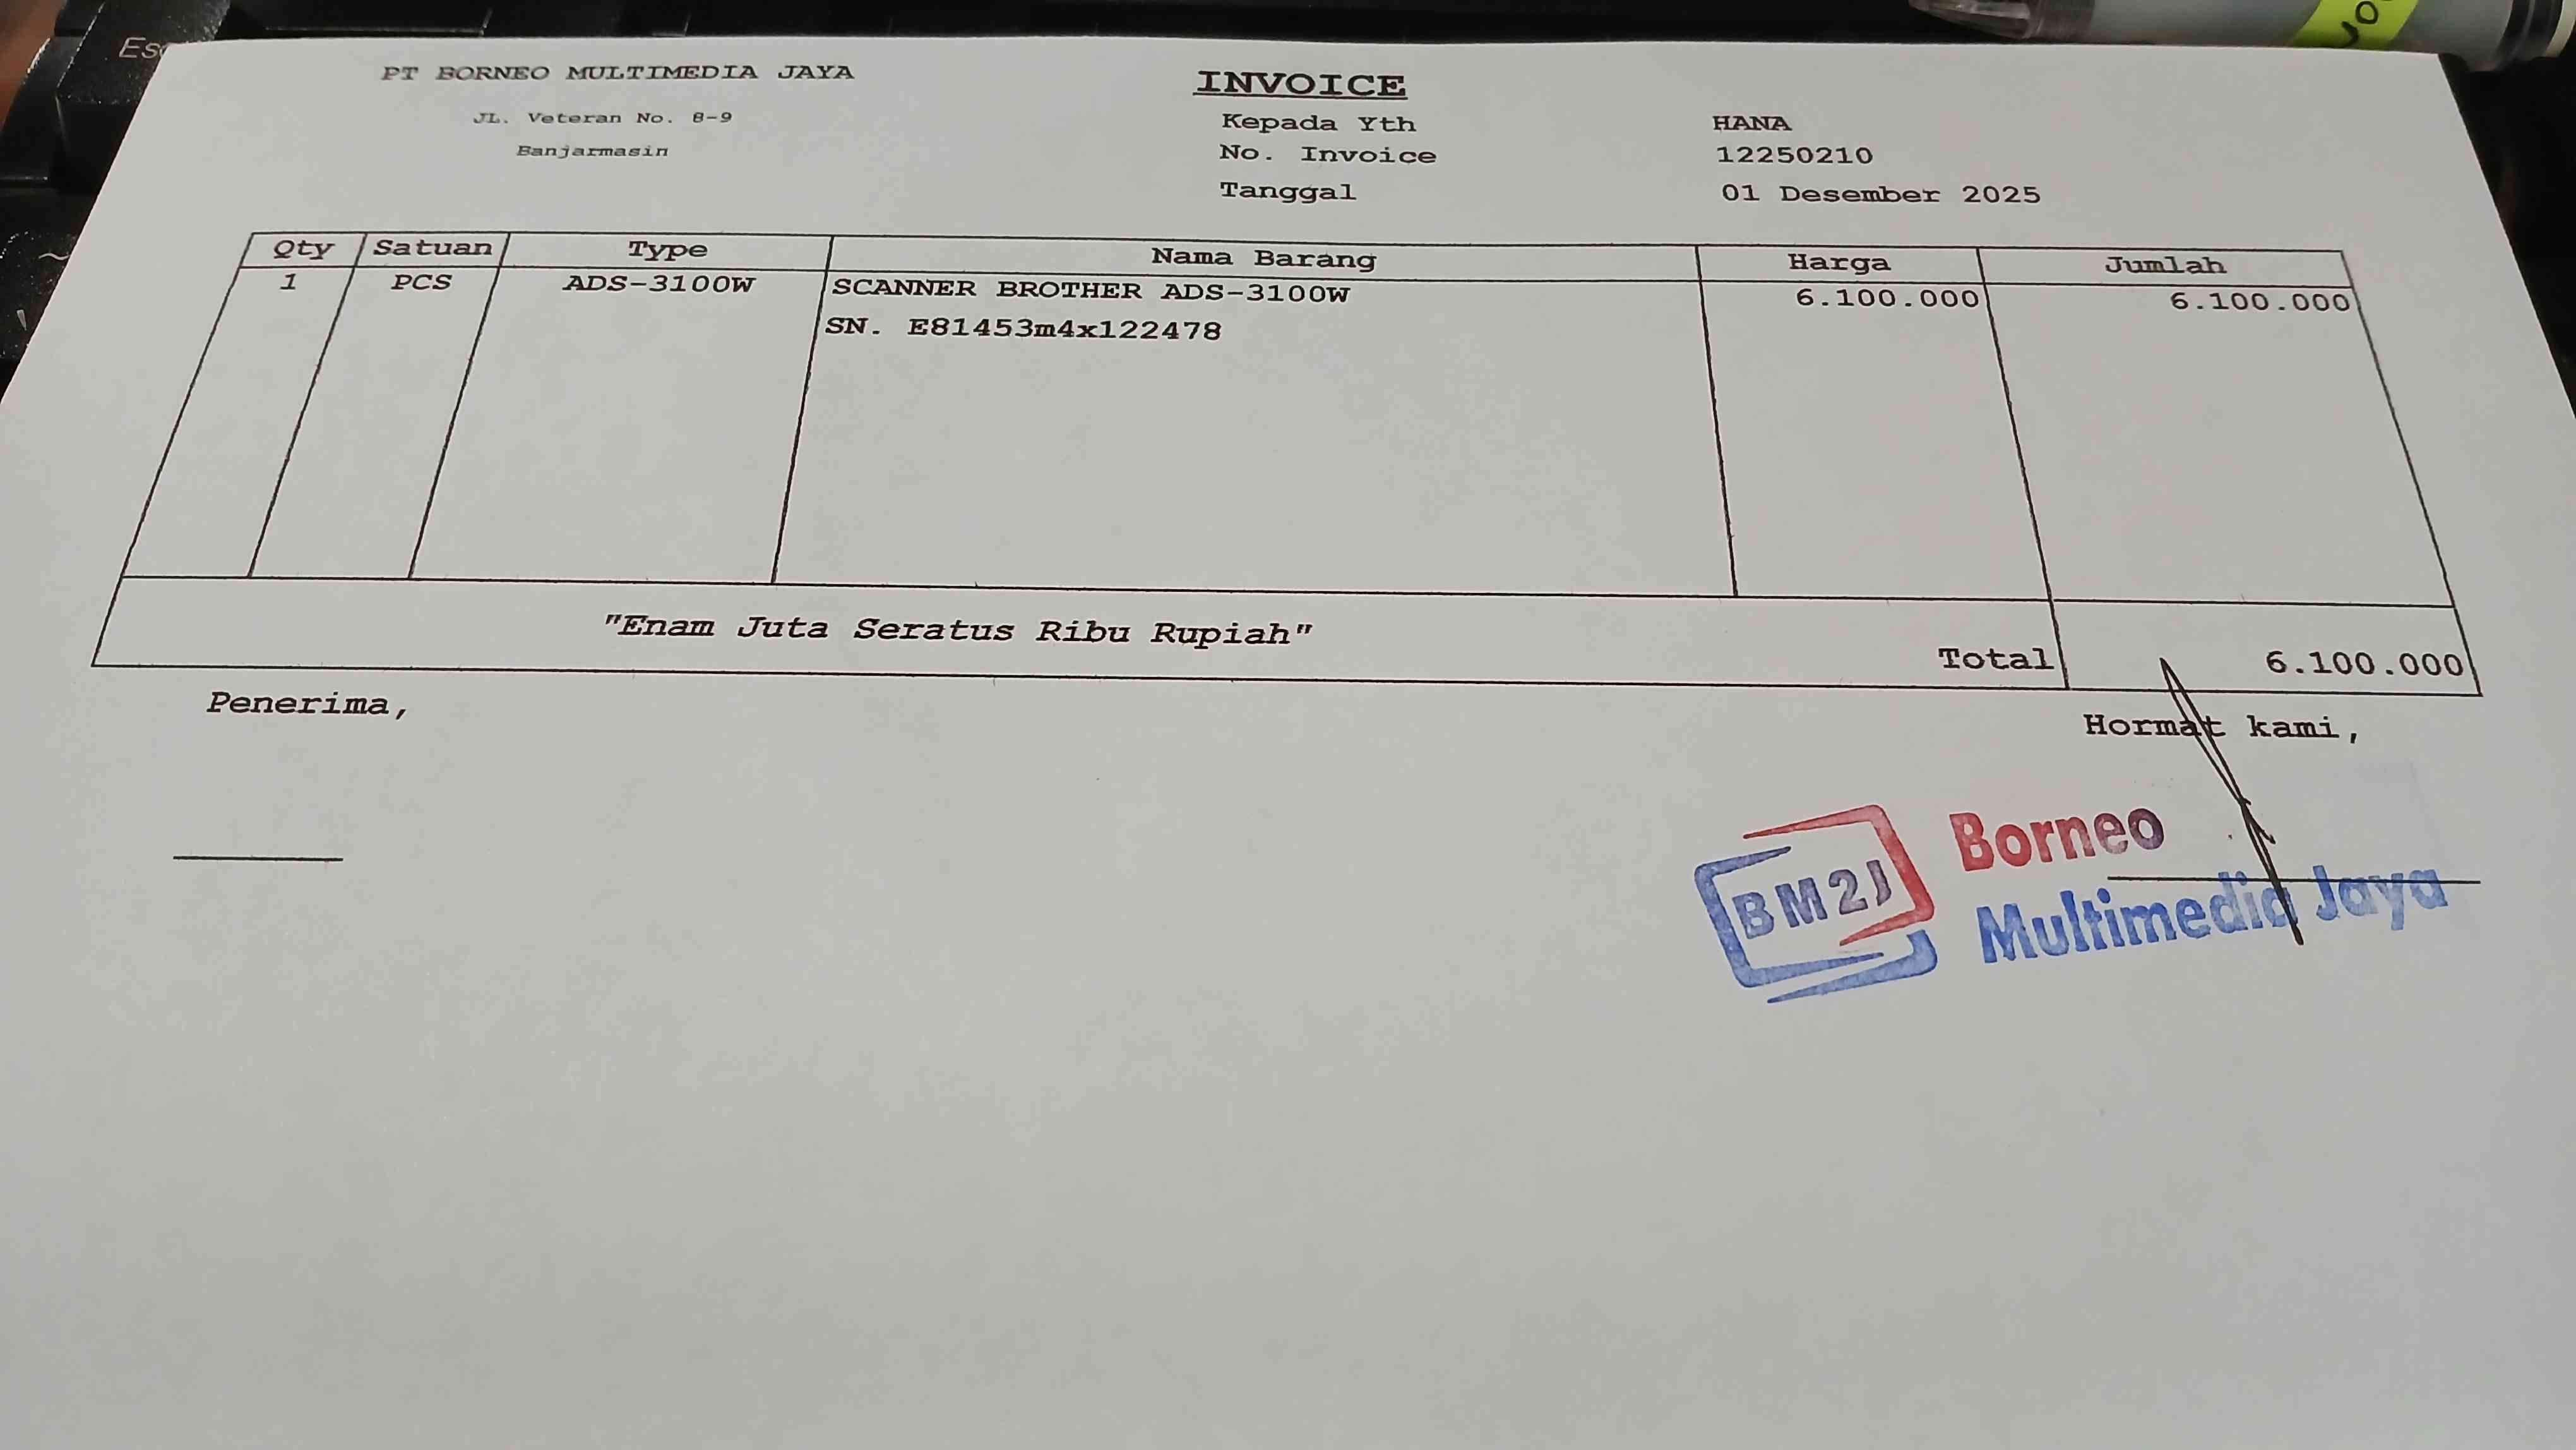 Esc
PT BORNEO MULTIMEDIA JAYA
JL. Veteran No. 8-9
Banjarmasin
INVOICE
Kepada Yth HANA
No. Invoice 12250210
Tanggal 01 Desember 2025
Qty Satuan Type Nama Barang Harga Jumlah
1 PCS ADS-3100W SCANNER BROTHER ADS-3100W 6.100.000 6.100.000
SN. E81453m4x122478
"Enam Juta Seratus Ribu Rupiah"
Total 6.100.000
Penerima,
Hormat kami,
BM2J
Borneo
Multimedia Jaya